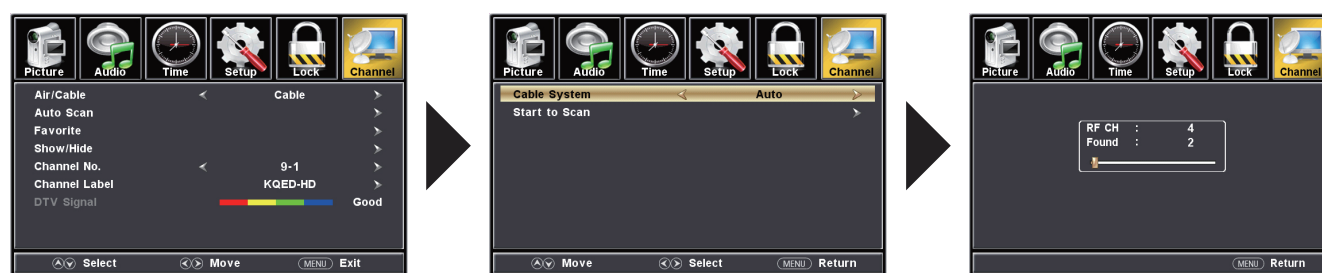 Picture Audio Time Setup Lock Channel
Air/Cable Cable
Auto Scan
Favorite
Show/Hide
Channel No. 9-1
Channel Label KQED-HD
DTV Signal Good
Select Move MENU Exit
Picture Audio Time Setup Lock Channel
Cable System Auto
Start to Scan
Move Select MENU Return
Picture Audio Time Setup Lock Channel
RF CH : 4
Found : 2
MENU Return